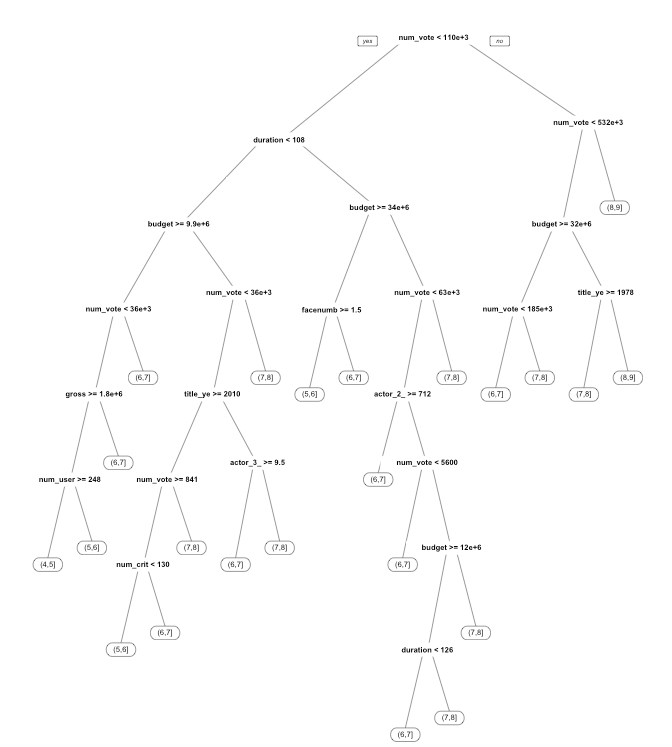 yes
num_vote < 110e+3
no
num_vote < 532e+3
duration < 108
budget >= 34e+6
(8,9]
budget >= 9.9e+6
budget >= 32e+6
num_vote < 36e+3
num_vote < 63e+3
title_ye >= 1978
num_vote < 36e+3
facenumb >= 1.5
num_vote < 185e+3
(6,7]
(7,8]
(6,7]
(7,8]
(7,8]
(8,9]
(5,6]
(6,7]
(7,8]
gross >= 1.8e+6
title_ye >= 2010
actor_2_ >= 712
(6,7]
actor_3_ >= 9.5
num_vote < 5600
num_user >= 248
num_vote >= 841
(6,7]
(5,6]
(7,8]
(7,8]
budget >= 12e+6
(4,5]
num_crit < 130
(6,7]
(6,7]
(6,7]
(7,8]
(5,6]
duration < 126
(7,8]
(6,7]